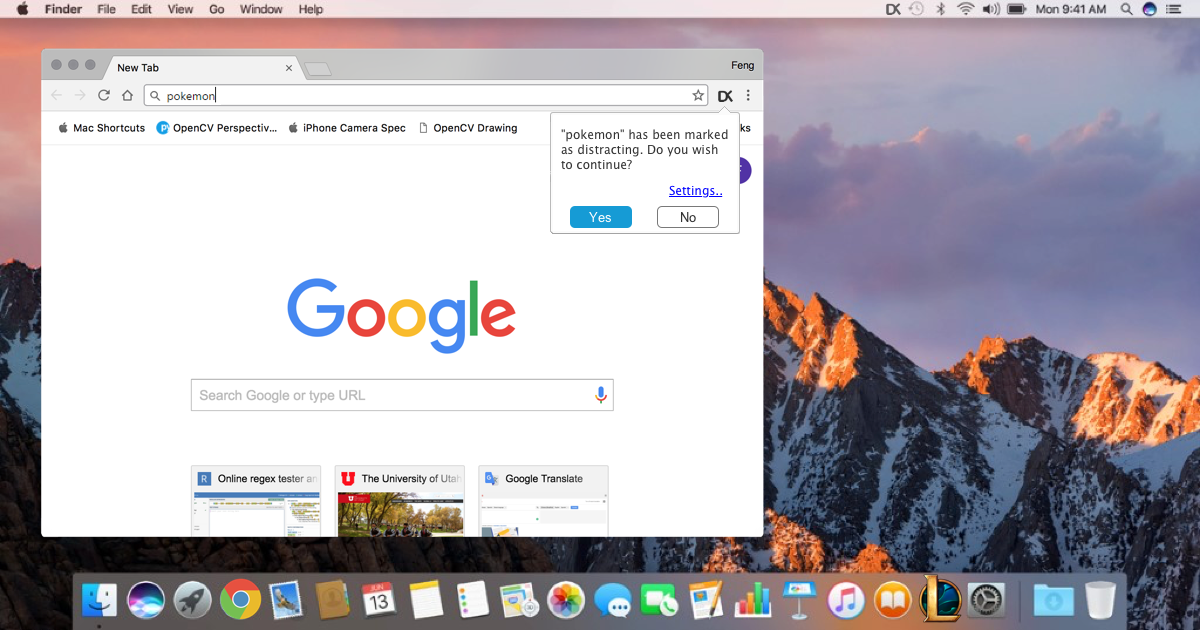 Finder File Edit View Go Window Help DX Mon 9:41 AM
New Tab Feng
pokemon DX
Mac Shortcuts OpenCV Perspectiv... iPhone Camera Spec OpenCV Drawing ks
"pokemon" has been marked
as distracting. Do you wish
to continue?
Settings..
Yes No
Google
Search Google or type URL
R Online regex tester an The University of Utah Google Translate
JUN
13